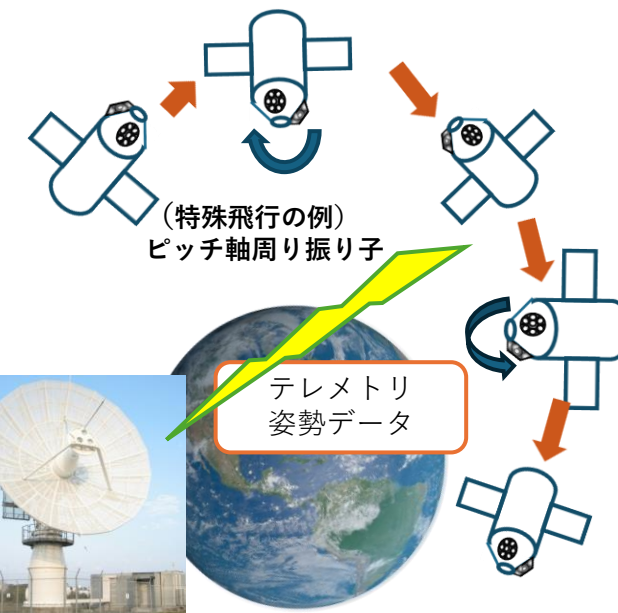 （特殊飛行の例）
ピッチ軸周り振り子
テレメトリ
姿勢データ